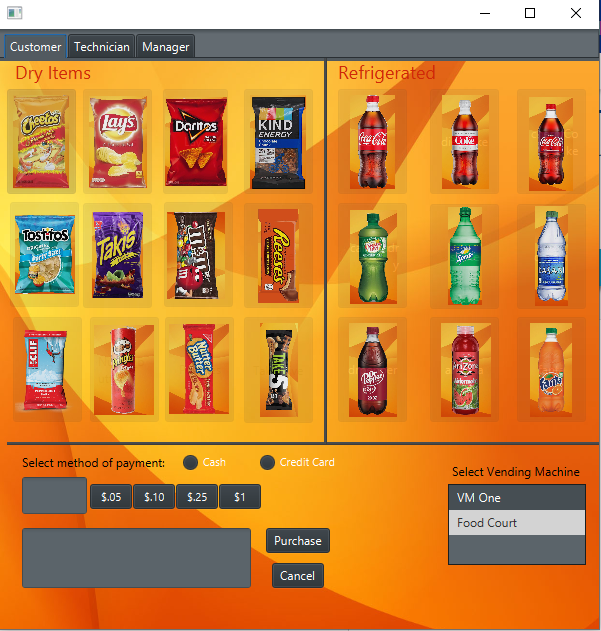 Customer Technician Manager
Dry Items Refrigerated
Cheetos Lay's Doritos KIND ENERGY Coca-Cola Coke Coca-Cola
TOSTITOS Takis m&m's Reese's Canada Dry Sprite DASANI
CLIF Pringles Nutter Butter TAKE 5 Dr Pepper AriZona Fanta
Select method of payment: Cash Credit Card
Select Vending Machine
$.05 $.10 $.25 $1
VM One
Food Court
Purchase
Cancel